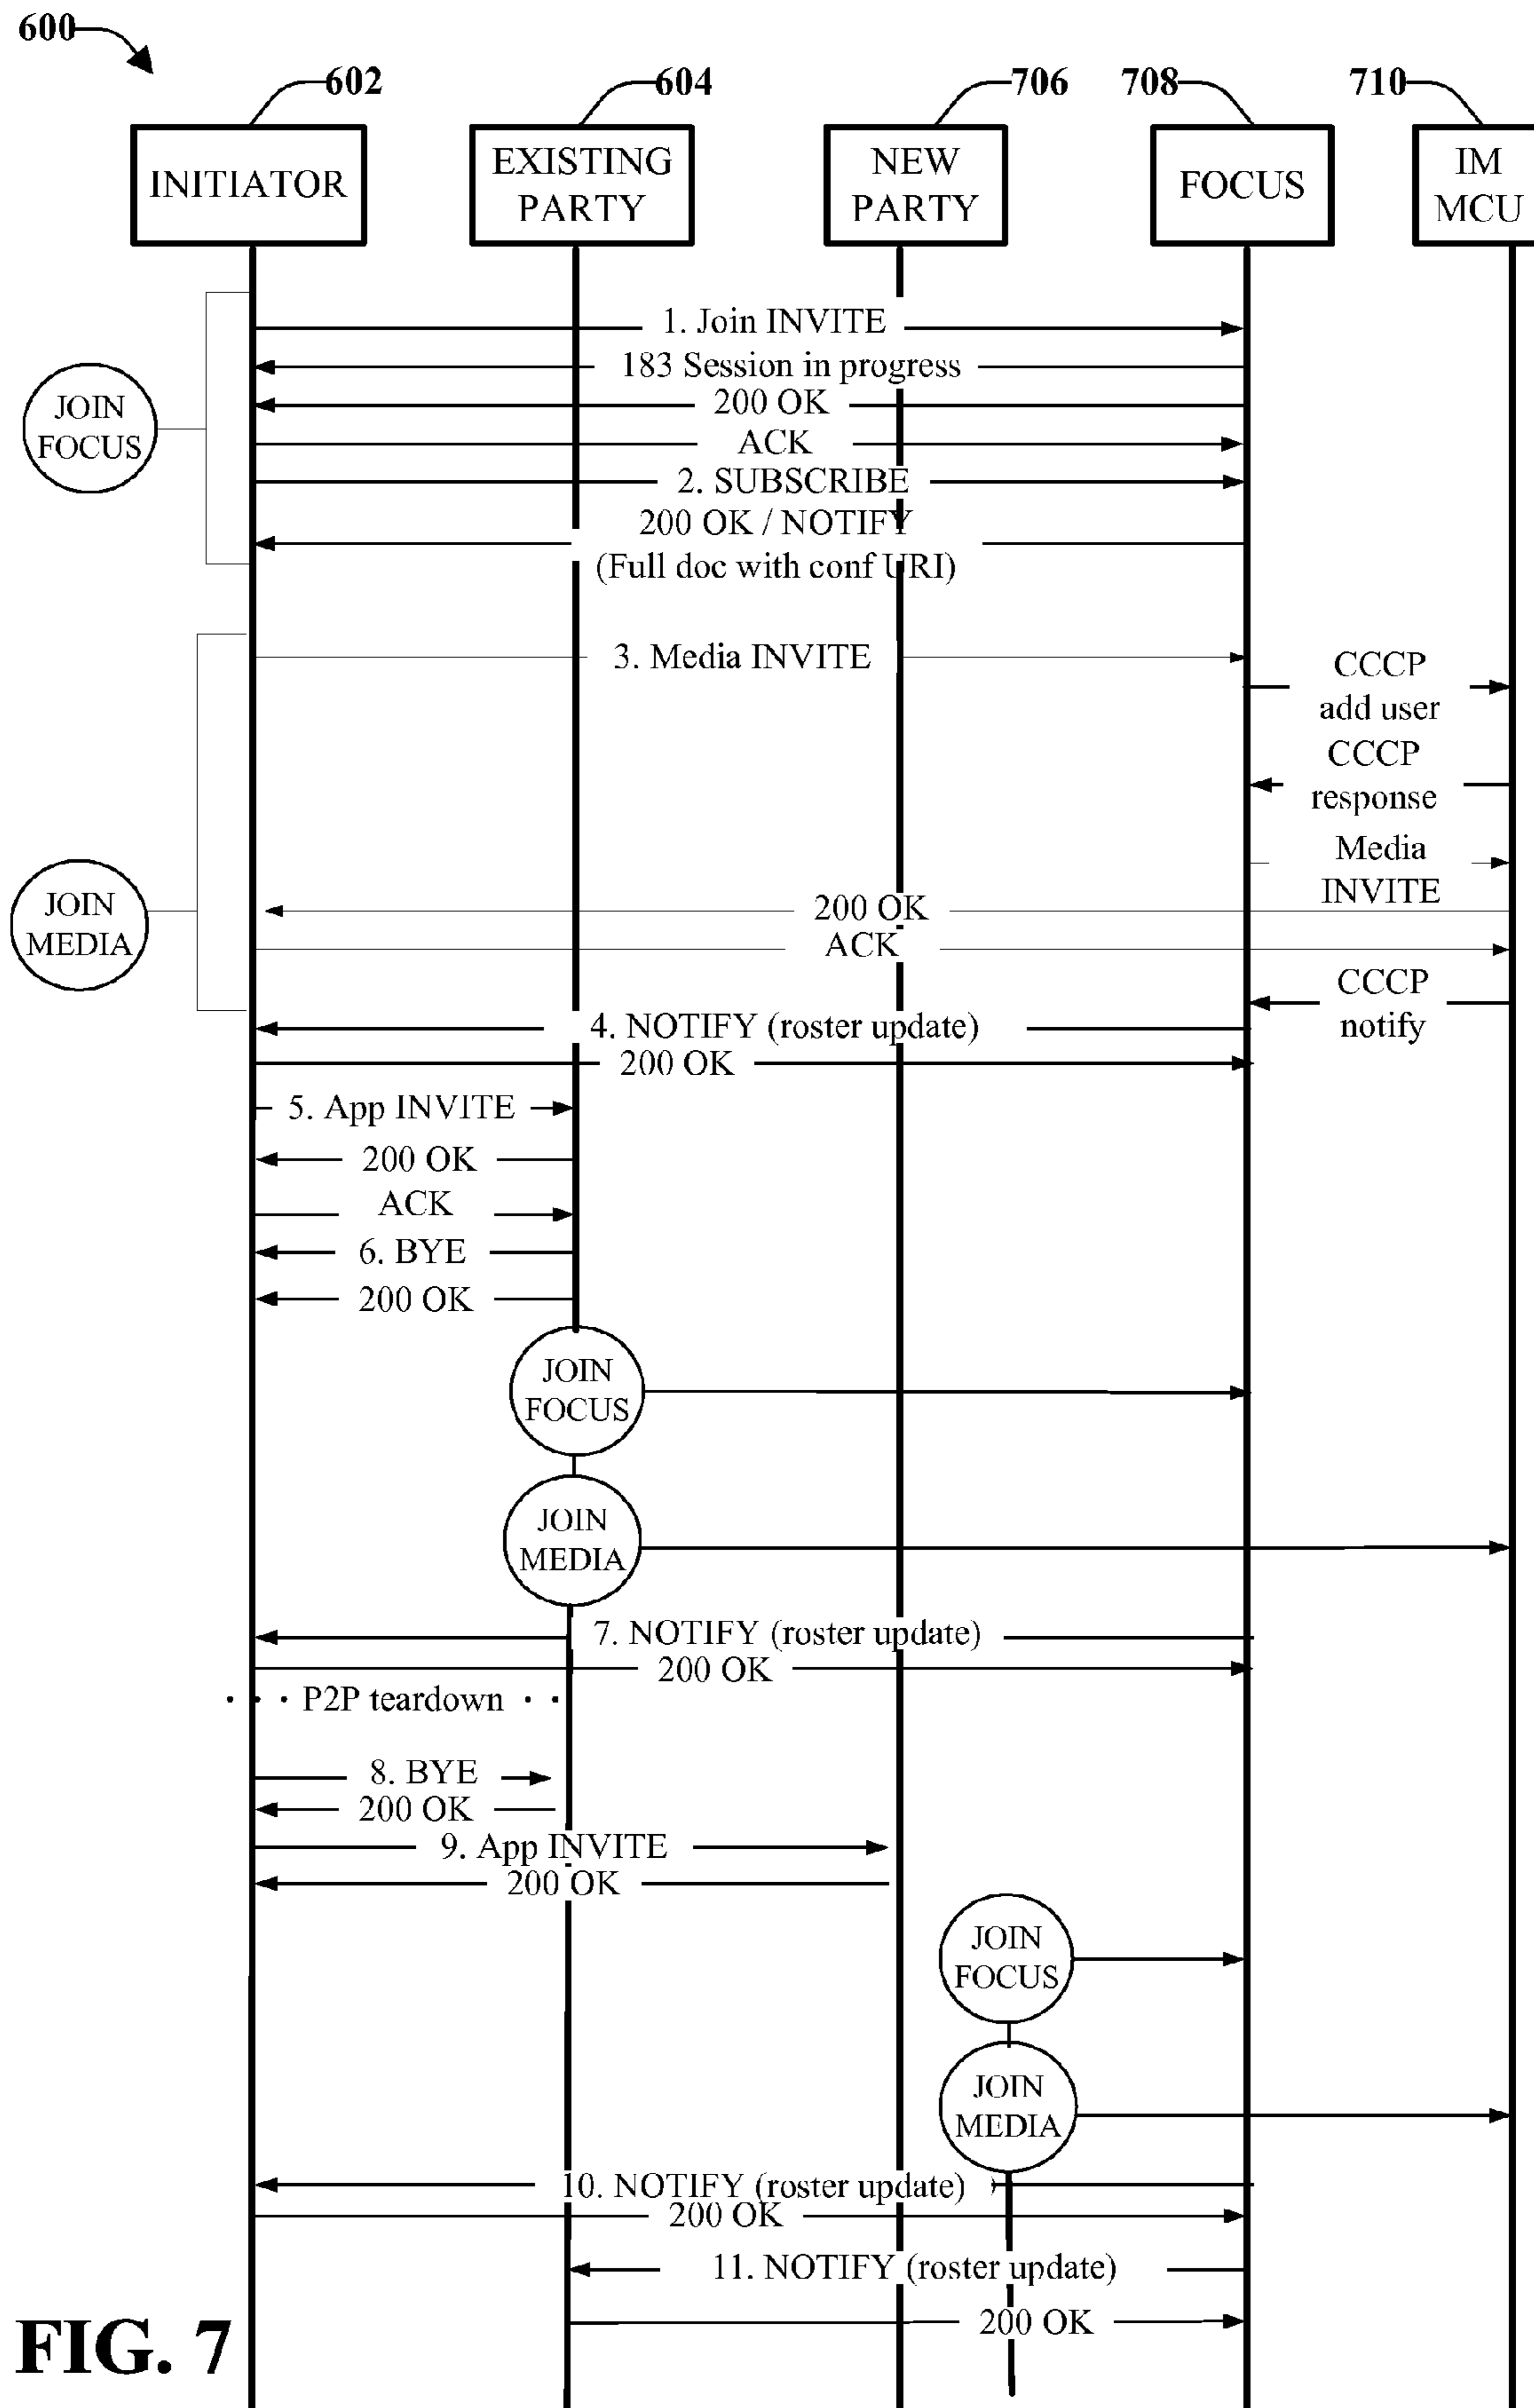 600
602
604
706
708
710
INITIATOR
EXISTING
PARTY
NEW
PARTY
FOCUS
IM
MCU
1. Join INVITE
183 Session in progress
200 OK
ACK
2. SUBSCRIBE
200 OK / NOTIFY
(Full doc with conf URI)
JOIN
FOCUS
3. Media INVITE
CCCP
add user
CCCP
response
Media
INVITE
200 OK
ACK
JOIN
MEDIA
CCCP
notify
4. NOTIFY (roster update)
200 OK
5. App INVITE
200 OK
ACK
6. BYE
200 OK
JOIN
FOCUS
JOIN
MEDIA
7. NOTIFY (roster update)
200 OK
P2P teardown
8. BYE
200 OK
9. App INVITE
200 OK
JOIN
FOCUS
JOIN
MEDIA
10. NOTIFY (roster update)
200 OK
11. NOTIFY (roster update)
200 OK
FIG. 7